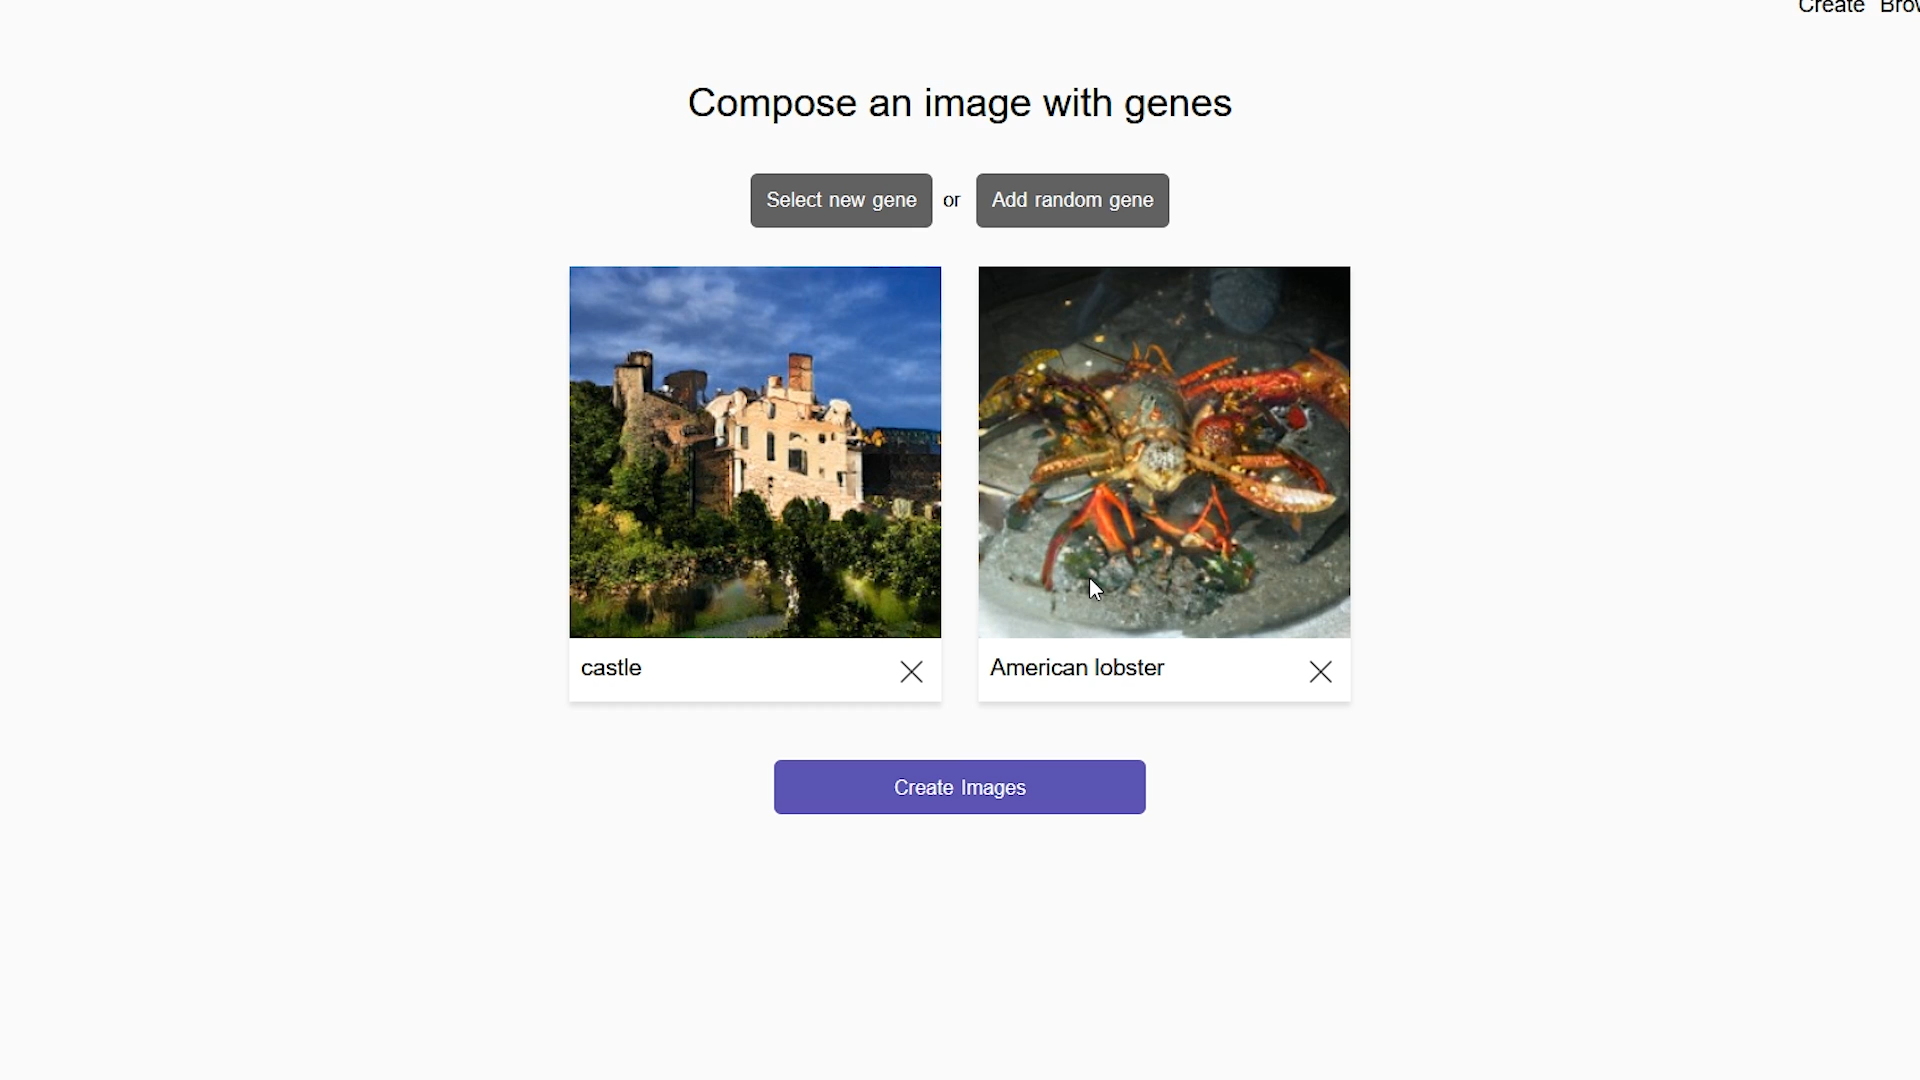 Create
Compose an image with genes
Select new gene or Add random gene
castle
American lobster
Create Images